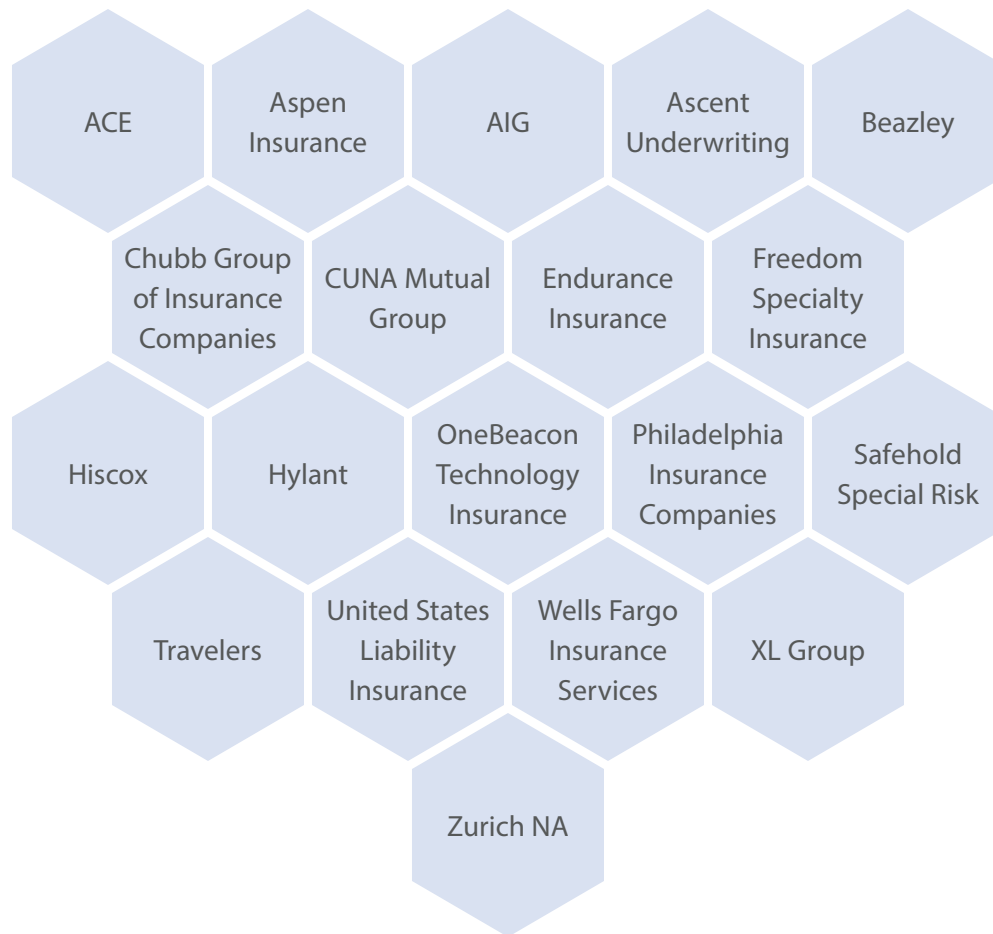 ACE
Aspen
Insurance
AIG
Ascent
Underwriting
Beazley
Chubb Group
of Insurance
Companies
CUNA Mutual
Group
Endurance
Insurance
Freedom
Specialty
Insurance
Hiscox
Hylant
OneBeacon
Technology
Insurance
Philadelphia
Insurance
Companies
Safehold
Special Risk
Travelers
United States
Liability
Insurance
Wells Fargo
Insurance
Services
XL Group
Zurich NA